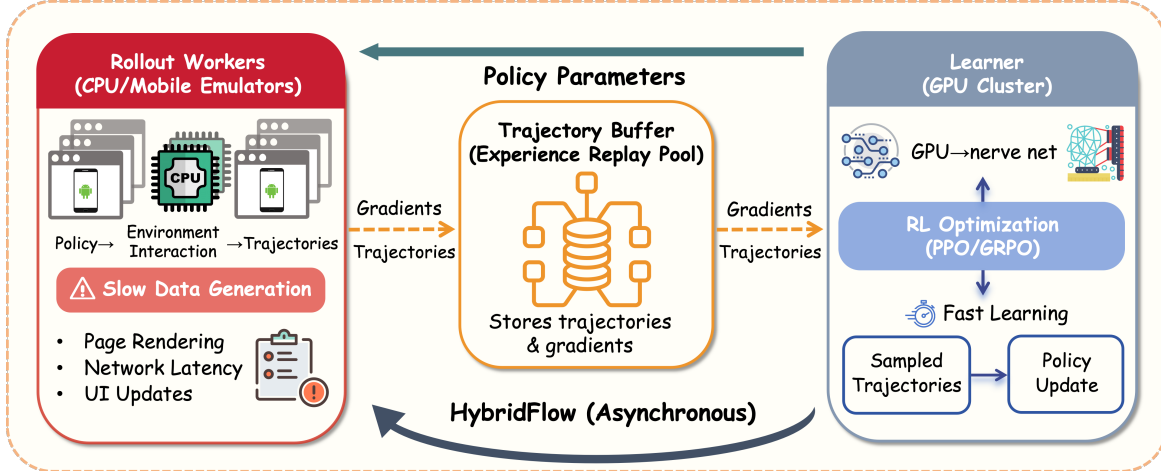 Rollout Workers
(CPU/Mobile Emulators)
CPU
Policy→
Environment
Interaction
→Trajectories
Slow Data Generation
• Page Rendering
• Network Latency
• UI Updates
Policy Parameters
Gradients
Trajectories
Trajectory Buffer
(Experience Replay Pool)
Stores trajectories
& gradients
Gradients
Trajectories
HybridFlow (Asynchronous)
Learner
(GPU Cluster)
GPU→nerve net
RL Optimization
(PPO/GRPO)
Fast Learning
Sampled
Trajectories
Policy
Update